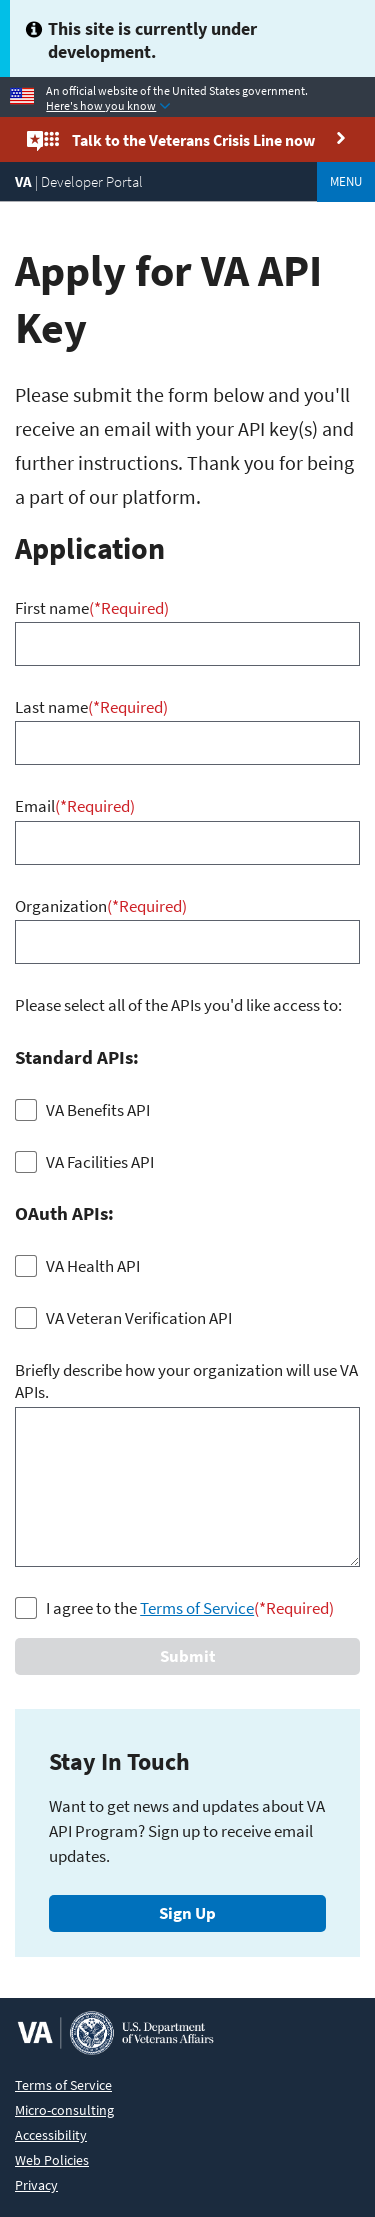 This site is currently under
development.
An official website of the United States government.
Here's how you know
Talk to the Veterans Crisis Line now
VA | Developer Portal
MENU
Apply for VA API
Key
Please submit the form below and you'll
receive an email with your API key(s) and
further instructions. Thank you for being
a part of our platform.
Application
First name(*Required)
Last name(*Required)
Email(*Required)
Organization(*Required)
Please select all of the APIs you'd like access to:
Standard APIs:
VA Benefits API
VA Facilities API
OAuth APIs:
VA Health API
VA Veteran Verification API
Briefly describe how your organization will use VA
APIs.
I agree to the Terms of Service(*Required)
Submit
Stay In Touch
Want to get news and updates about VA
API Program? Sign up to receive email
updates.
Sign Up
VA
U.S. Department
of Veterans Affairs
Terms of Service
Micro-consulting
Accessibility
Web Policies
Privacy